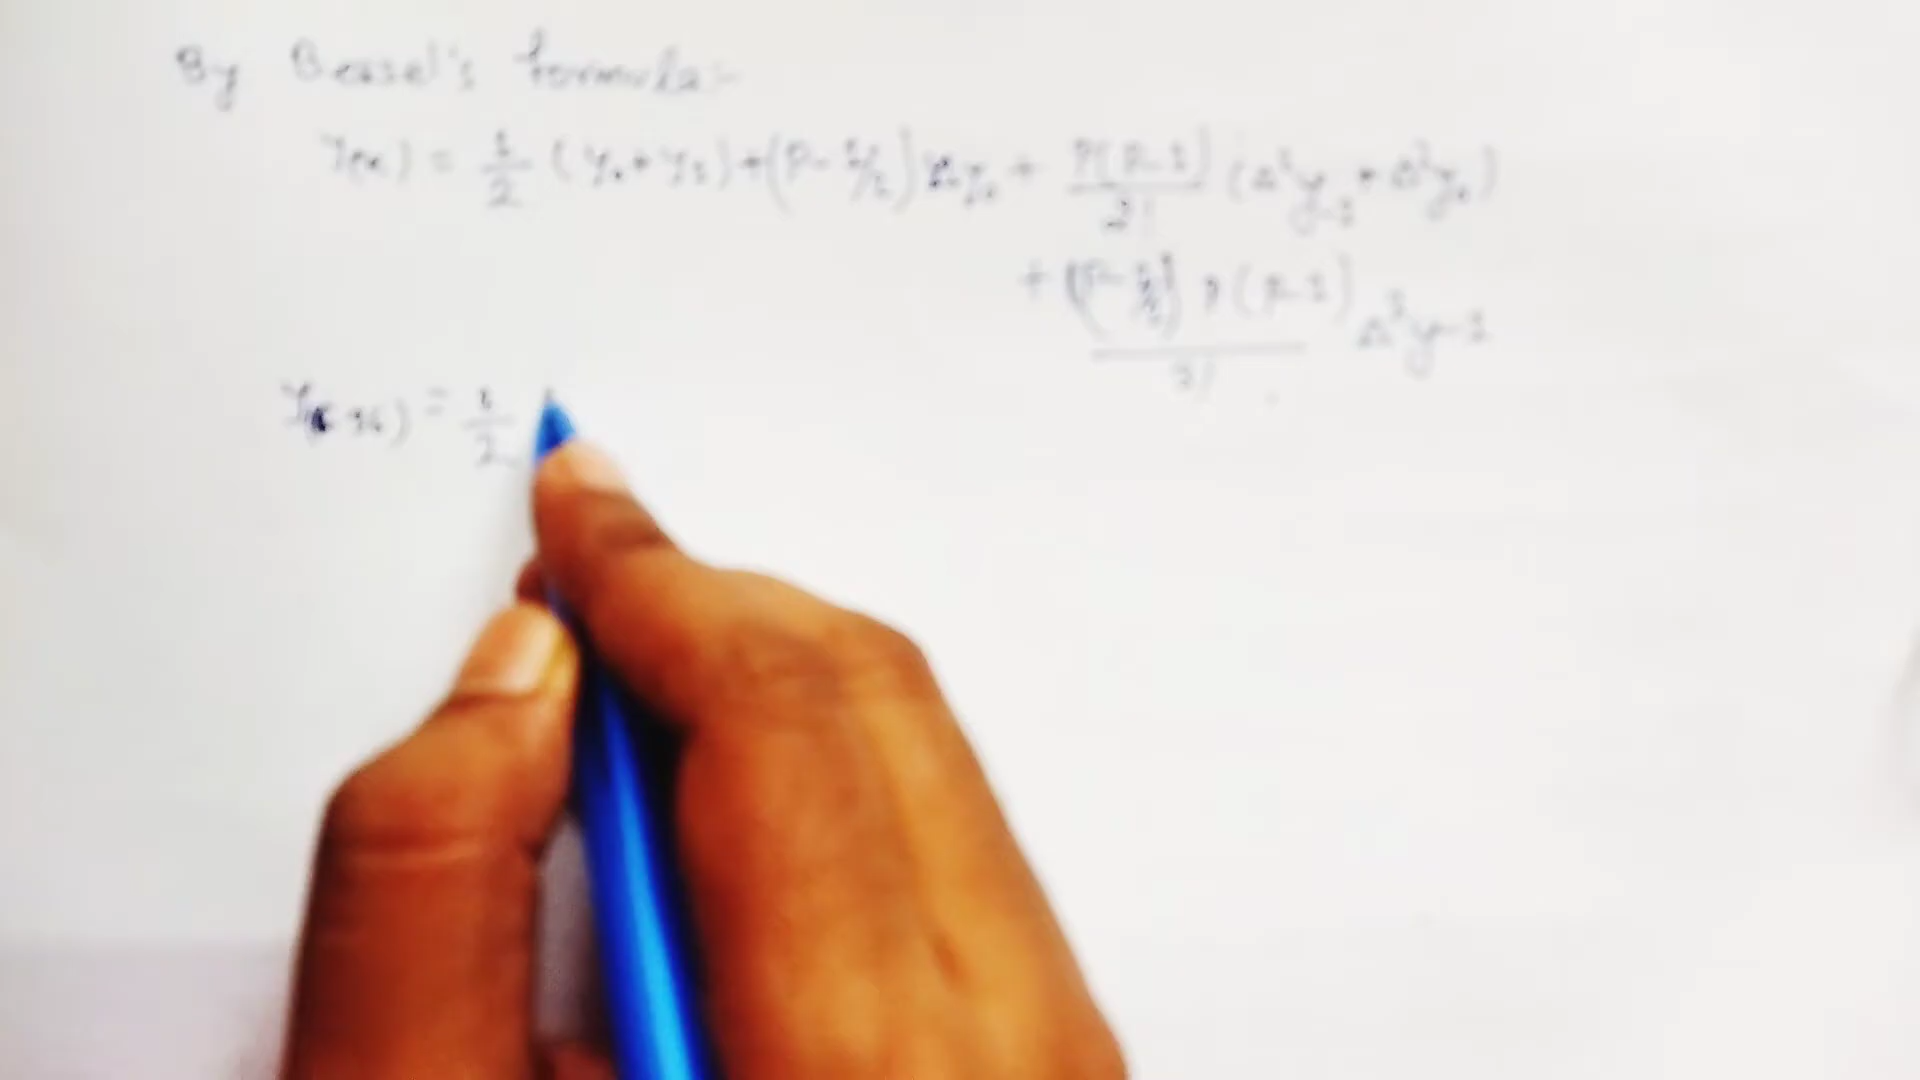 By Bessel's formula:-
y(x) = 1/2 (y₀ + y₁) + (P - 1/2) Δy₀ + P(P-1)/2! (Δ²y₋₁ + Δ²y₀)
+ (P - 1/2) P (P-1)/3! Δ³y-1
= 1/2